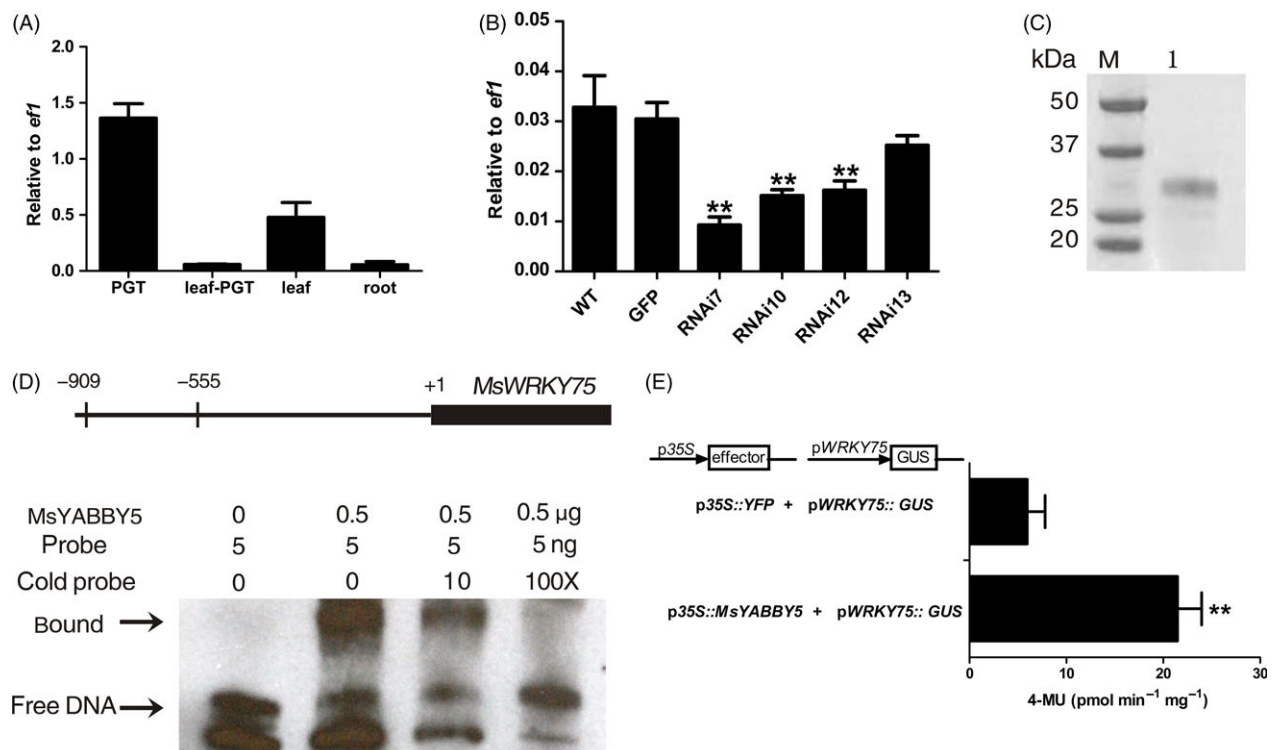 (A)
Relative to ef1
2.0
1.5
1.0
0.5
0.0
PGT leaf-PGT leaf root
(B)
Relative to ef1
0.05
0.04
0.03
0.02
0.01
0.00
** ** **
WT GFP RNAi7 RNAi10 RNAi12 RNAi13
(C)
kDa M 1
50
37
25
20
(D)
–909 –555 +1 MsWRKY75
MsYABBY5 0 0.5 0.5 0.5 µg
Probe 5 5 5 5 ng
Cold probe 0 0 10 100X
Bound
Free DNA
(E)
p35S effector pWRKY75 GUS
p35S::YFP + pWRKY75:: GUS
p35S::MsYABBY5 + pWRKY75:: GUS
**
0 10 20 30
4-MU (pmol min⁻¹ mg⁻¹)